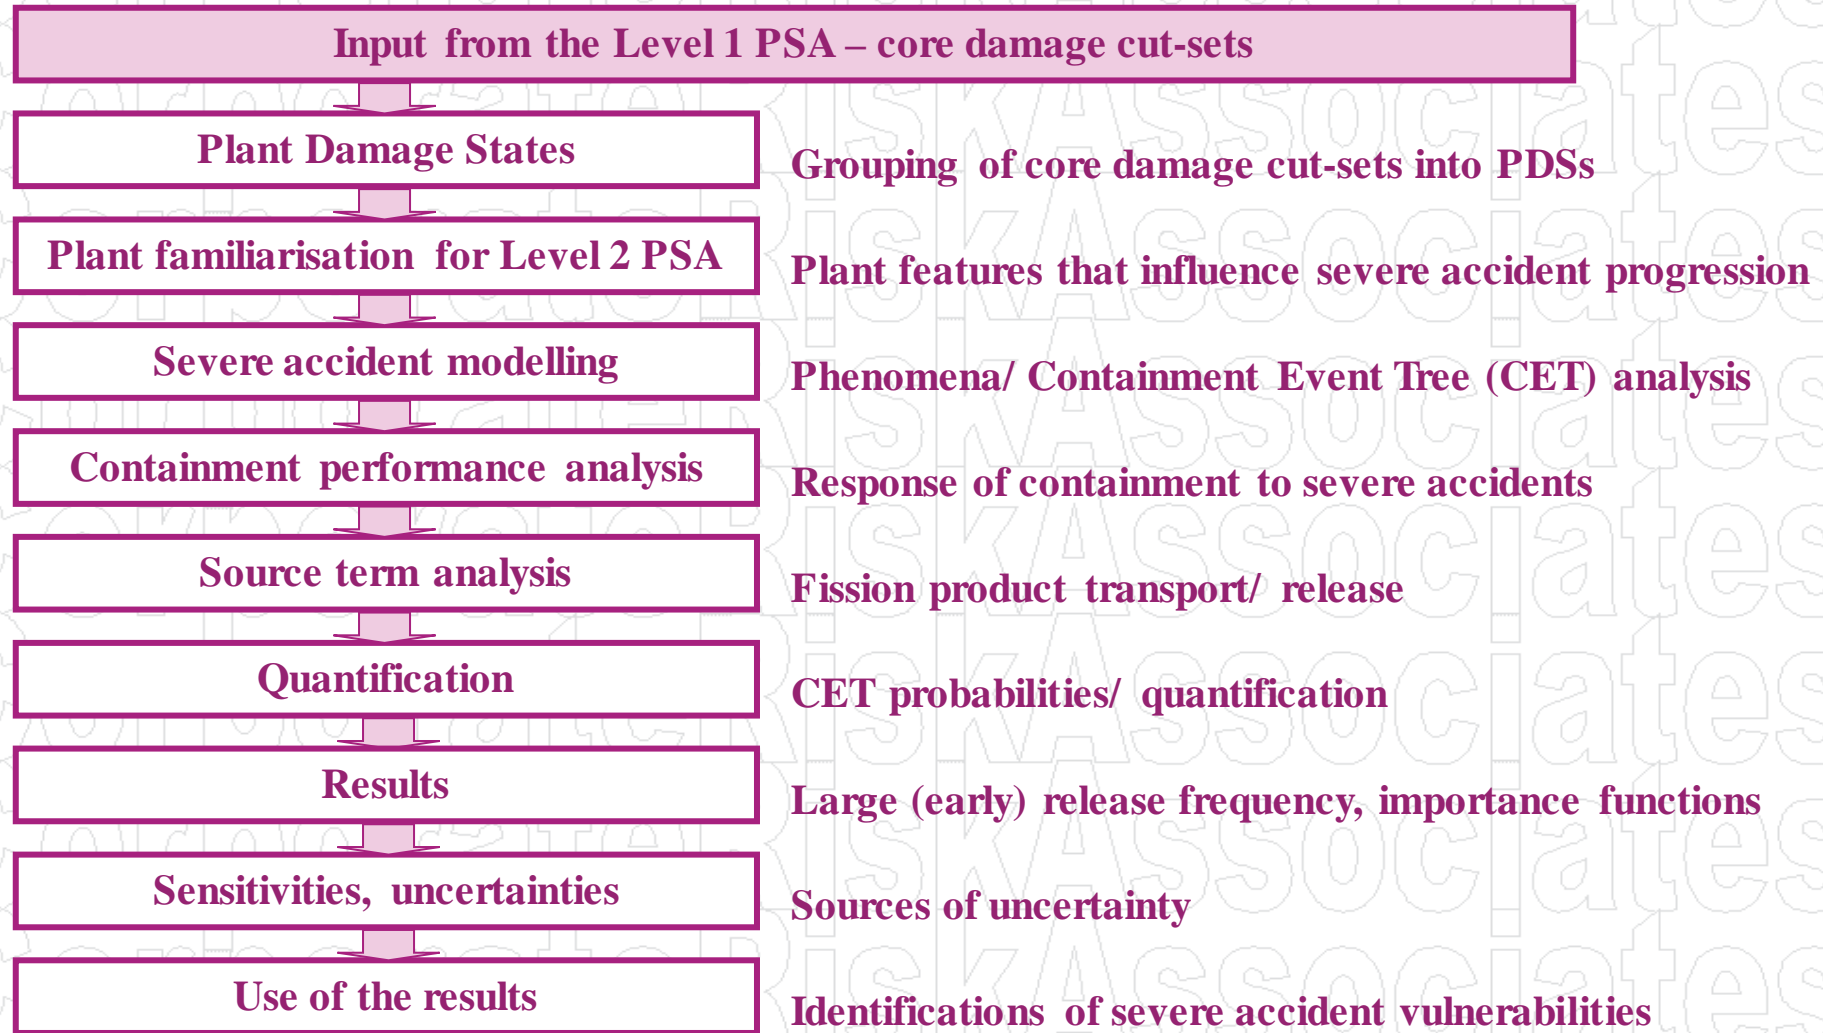 Input from the Level 1 PSA – core damage cut-sets
Plant Damage States
Grouping of core damage cut-sets into PDSs
Plant familiarisation for Level 2 PSA
Plant features that influence severe accident progression
Severe accident modelling
Phenomena/ Containment Event Tree (CET) analysis
Containment performance analysis
Response of containment to severe accidents
Source term analysis
Fission product transport/ release
Quantification
CET probabilities/ quantification
Results
Large (early) release frequency, importance functions
Sensitivities, uncertainties
Sources of uncertainty
Use of the results
Identifications of severe accident vulnerabilities